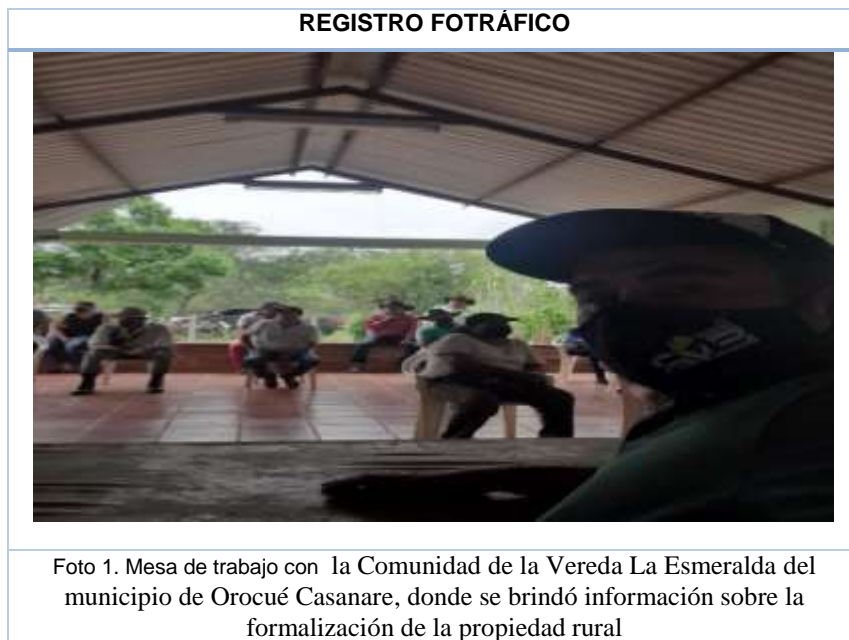 REGISTRO FOTRÁFICO
Foto 1. Mesa de trabajo con la Comunidad de la Vereda La Esmeralda del
municipio de Orocué Casanare, donde se brindó información sobre la
formalización de la propiedad rural